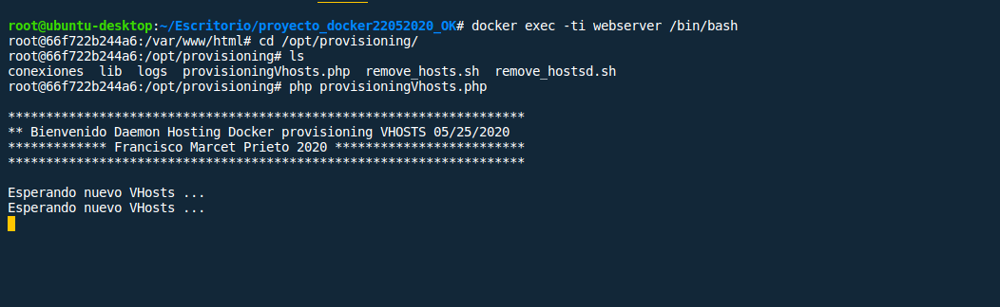 root@ubuntu-desktop:~/Escritorio/proyecto_docker22052020_OK# docker exec -ti webserver /bin/bash
root@66f722b244a6:/var/www/html# cd /opt/provisioning/
root@66f722b244a6:/opt/provisioning# ls
conexiones  lib  logs  provisioningVhosts.php  remove_hosts.sh  remove_hostsd.sh
root@66f722b244a6:/opt/provisioning# php provisioningVhosts.php
********************************************************************
** Bienvenido Daemon Hosting Docker provisioning VHOSTS 05/25/2020
************* Francisco Marcet Prieto 2020 *************************
********************************************************************
Esperando nuevo VHosts ...
Esperando nuevo VHosts ...